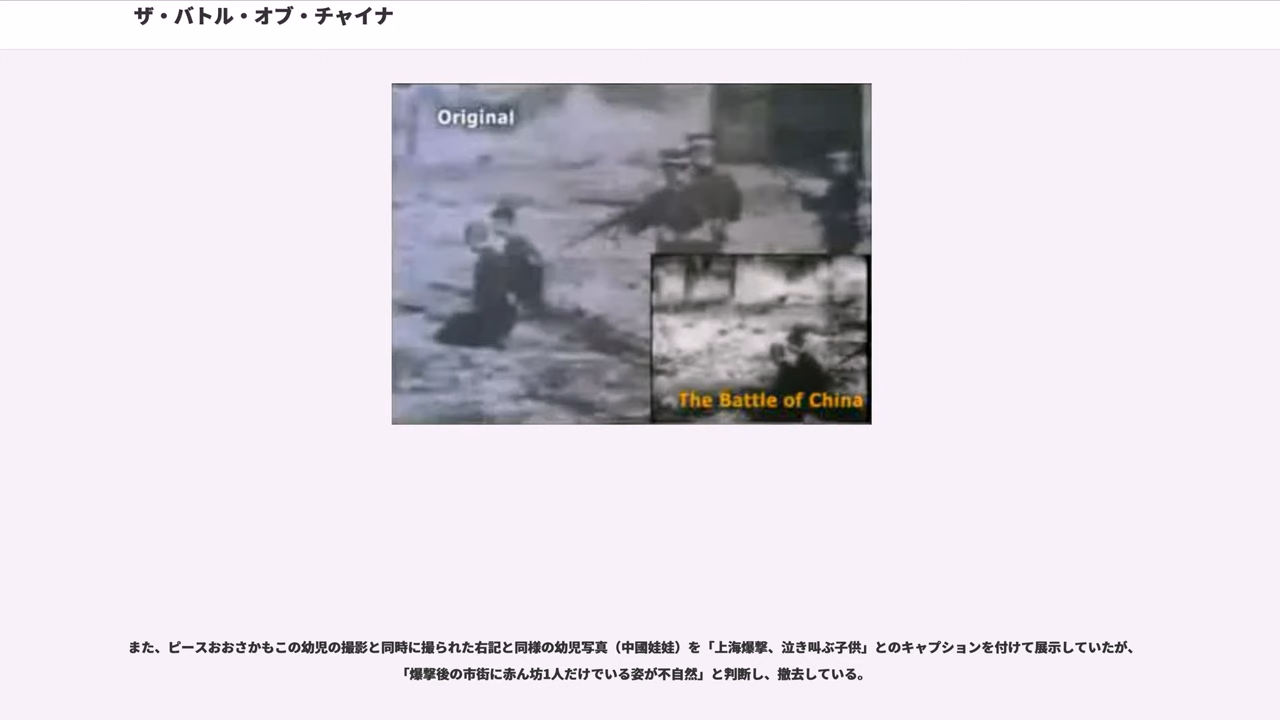 ザ・バトル・オブ・チャイナ
Original
The Battle of China
また、ピースおおさかもこの幼児の撮影と同時に撮られた右記と同様の幼児写真（中國娃娃）を「上海爆撃、泣き叫ぶ子供」とのキャプションを付けて展示していたが、
「爆撃後の市街に赤ん坊1人だけでいる姿が不自然」と判断し、撤去している。